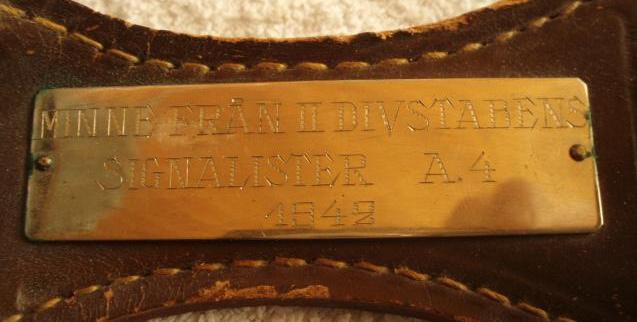 MINNE FRÅN II DIVSTABENS
SIGNALISTER A.4
1942